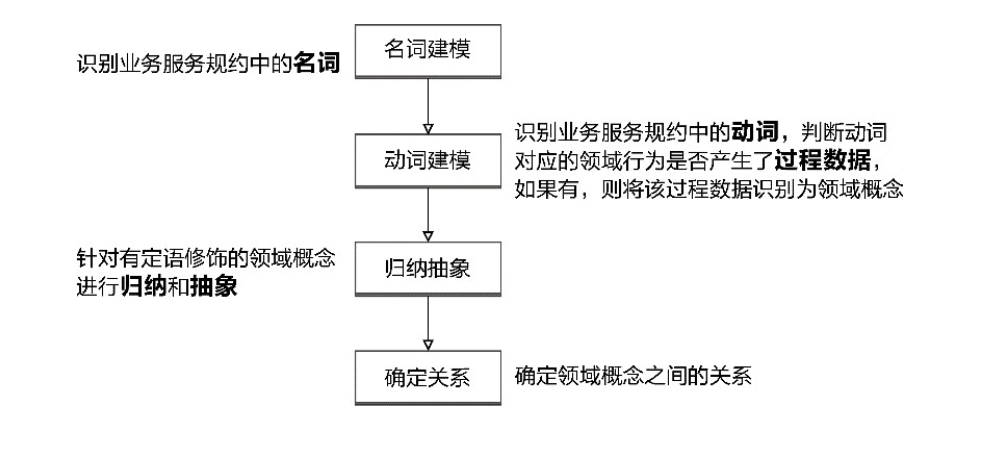 名词建模
识别业务服务规约中的名词
动词建模
识别业务服务规约中的动词，判断动词
对应的领域行为是否产生了过程数据，
如果有，则将该过程数据识别为领域概念
针对有定语修饰的领域概念
进行归纳和抽象
归纳抽象
确定关系
确定领域概念之间的关系